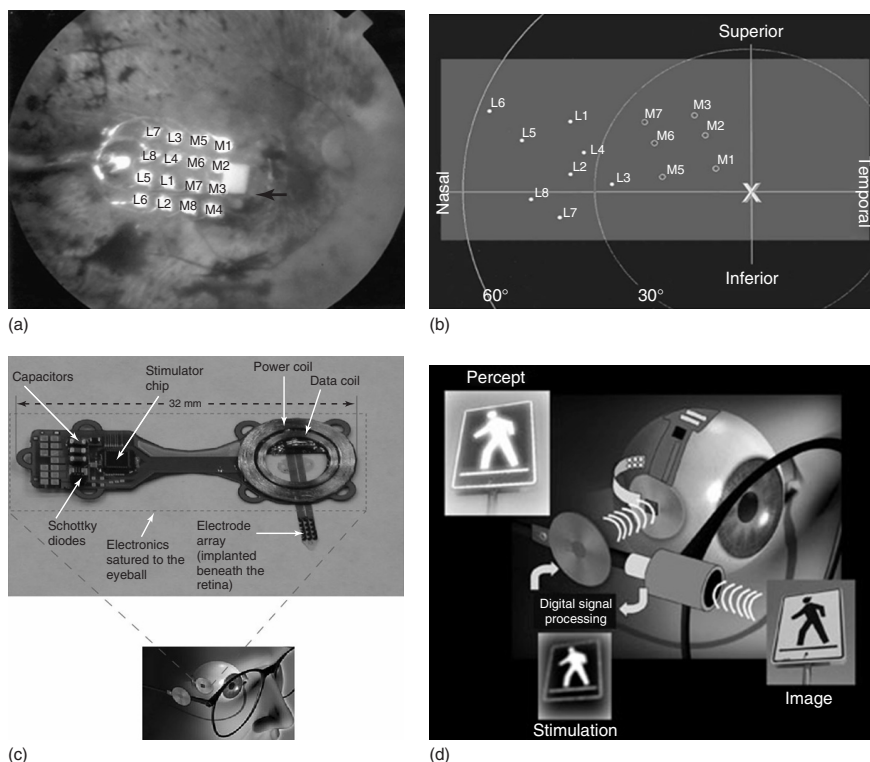 L7 L3 M5 M1
L8 L4 M6 M2
L5 L1 M7 M3
L6 L2 M8 M4
(a)
Superior
L6
L1
M7
M3
L5
L4
M6
M2
L2
M5
M1
L3
L8
L7
X
Nasal
Temporal
Inferior
60°
30°
(b)
Capacitors
Stimulator
chip
Power coil
Data coil
32 mm
Schottky
diodes
Electronics
satured to the
eyeball
Electrode
array
(implanted
beneath the
retina)
(c)
Percept
Digital signal
processing
Image
Stimulation
(d)